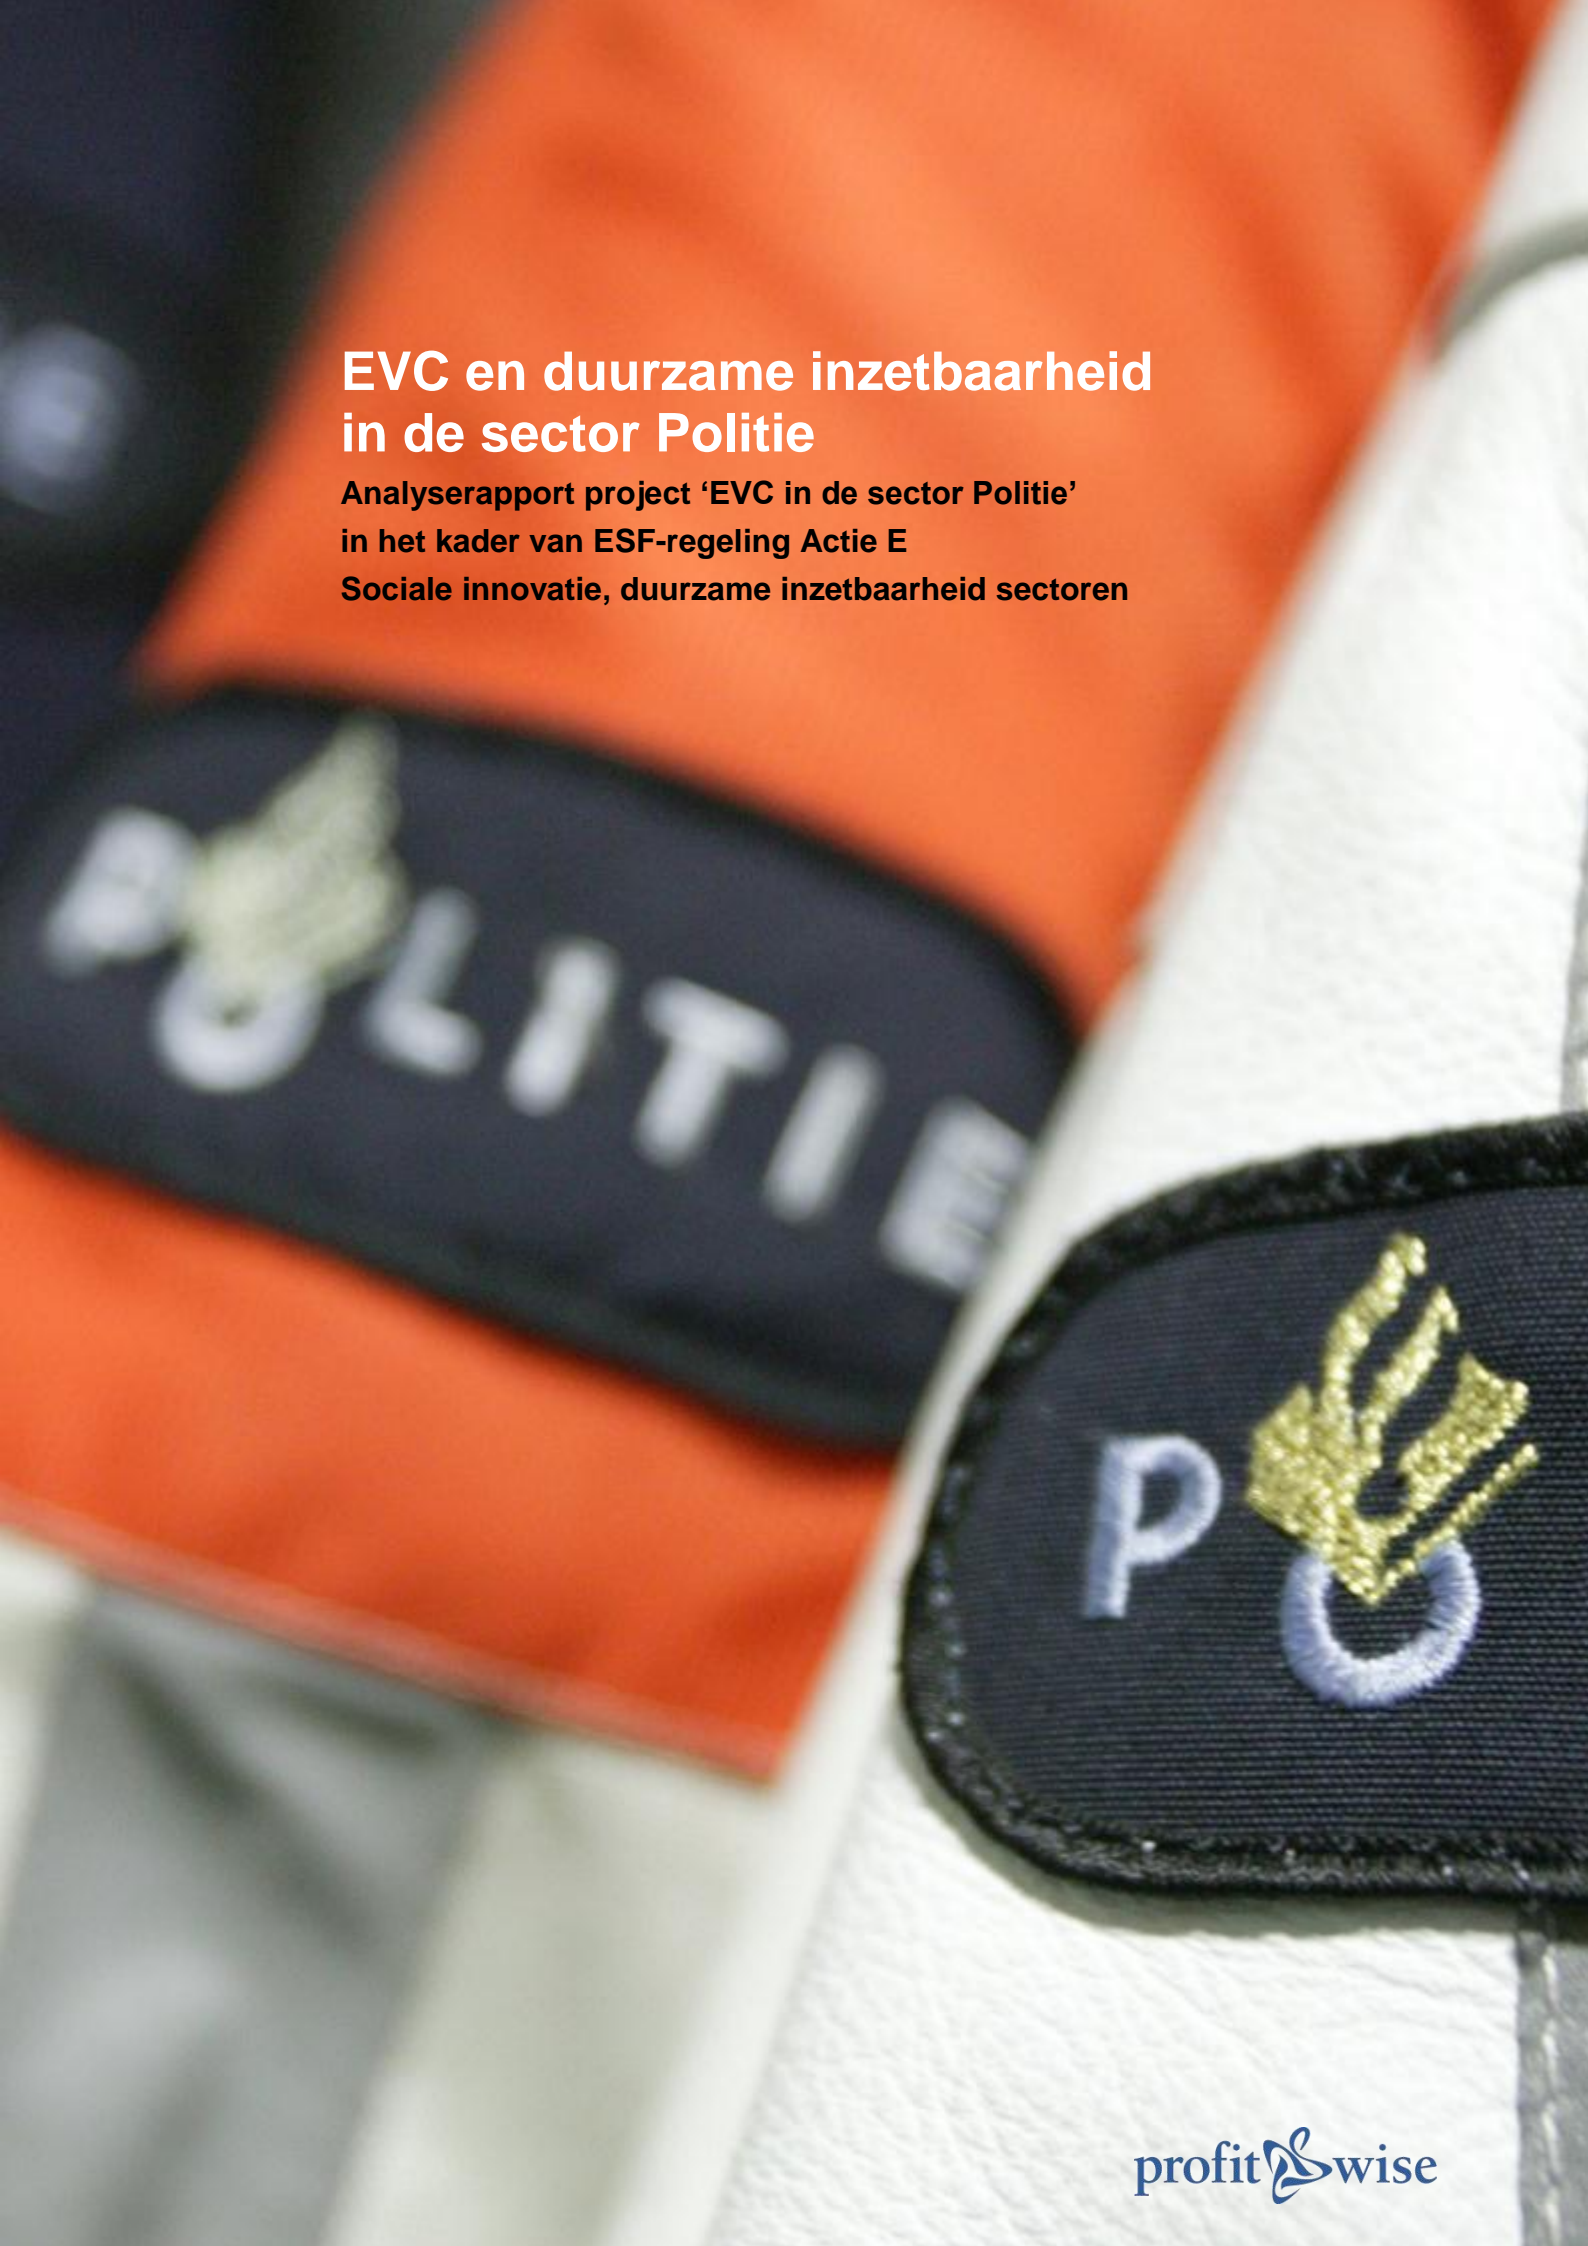 EVC en duurzame inzetbaarheid
in de sector Politie
Analyserapport project ‘EVC in de sector Politie’
in het kader van ESF-regeling Actie E
Sociale innovatie, duurzame inzetbaarheid sectoren
POLITIE
PO
profit wise